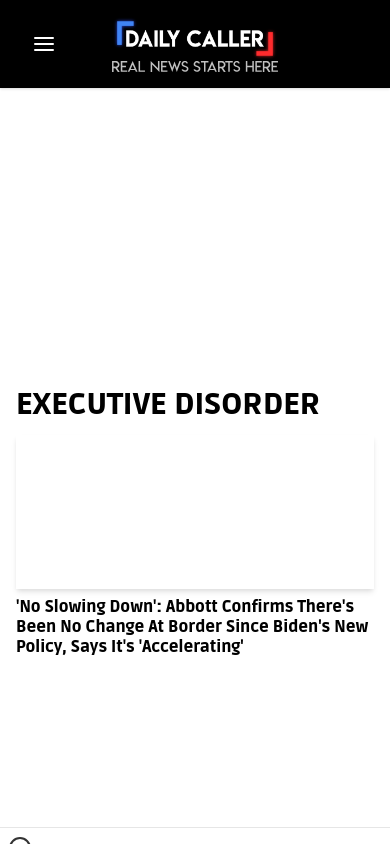 DAILY CALLER
REAL NEWS STARTS HERE
EXECUTIVE DISORDER
'No Slowing Down': Abbott Confirms There's
Been No Change At Border Since Biden's New
Policy, Says It's 'Accelerating'